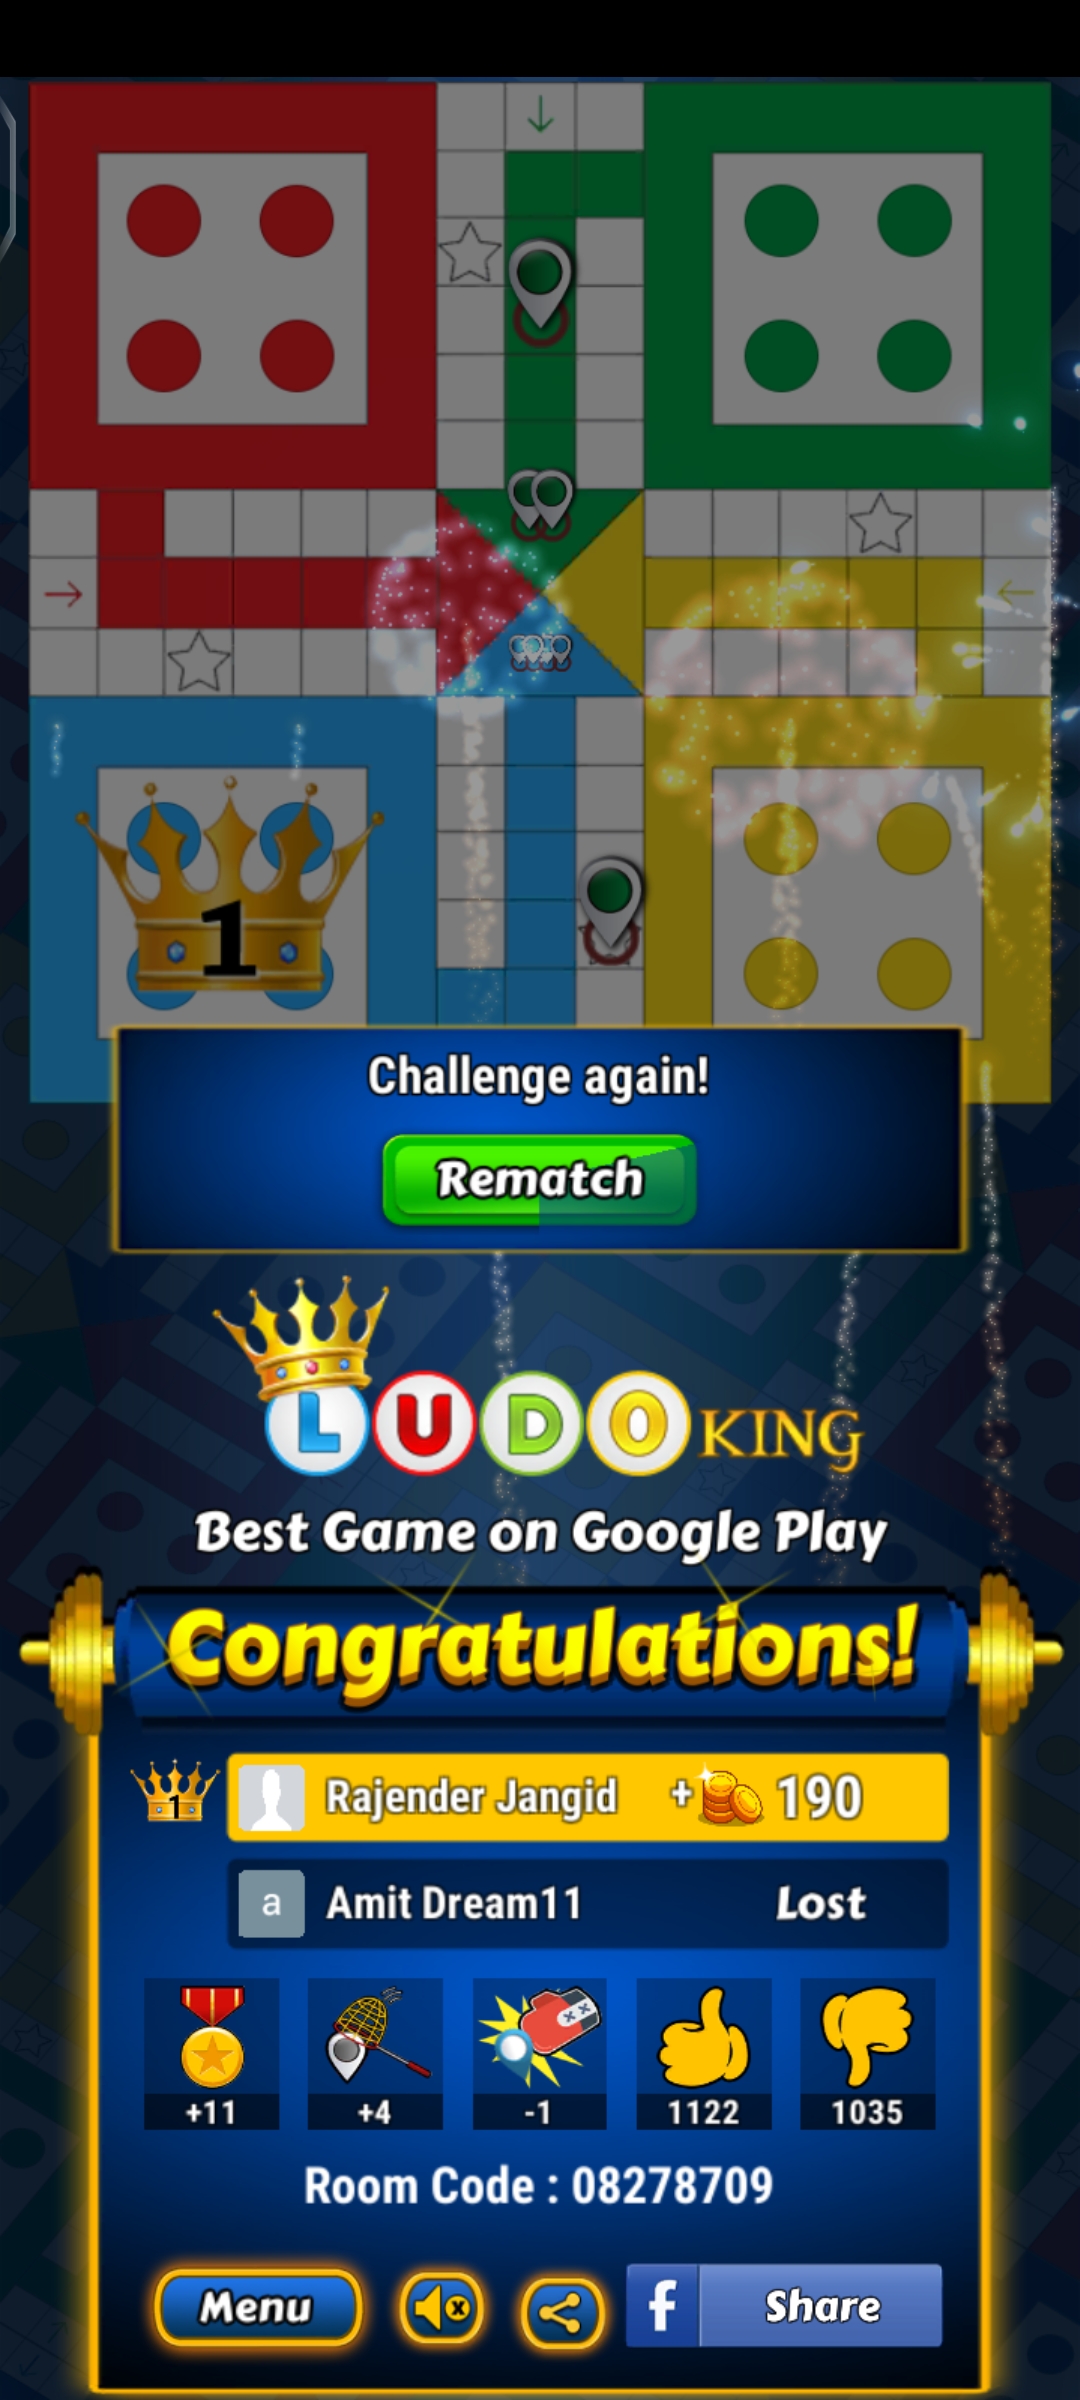 1
Challenge again!
Rematch
LUDO KING
Best Game on Google Play
Congratulations!
1 Rajender Jangid + 190
a Amit Dream11 Lost
+11 +4 -1 1122 1035
Room Code : 08278709
Menu x f Share